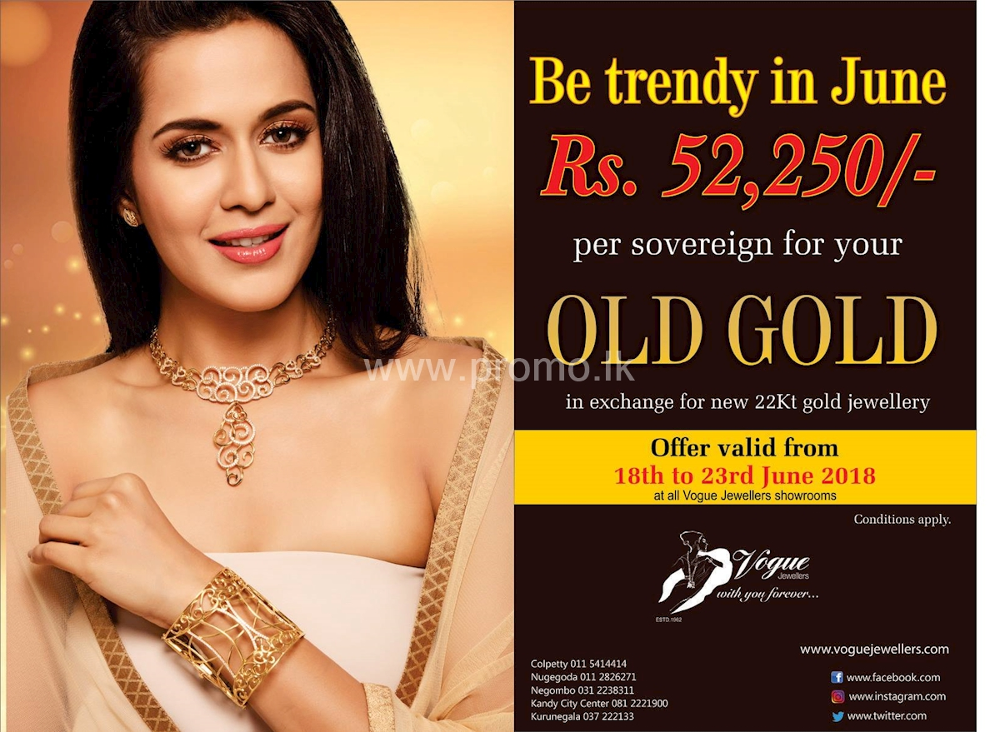 Be trendy in June
Rs. 52,250/-
per sovereign for your
OLD GOLD
www.promo.lk
in exchange for new 22Kt gold jewellery
Offer valid from
18th to 23rd June 2018
at all Vogue Jewellers showrooms
Conditions apply.
Vogue
Jewellers
with you forever...
ESTD.1962
www.voguejewellers.com
Colpetty 011 5414414
Nugegoda 011 2826271
Negombo 031 2238311
Kandy City Center 081 2221900
Kurunegala 037 222133
www.facebook.com
www.instagram.com
www.twitter.com